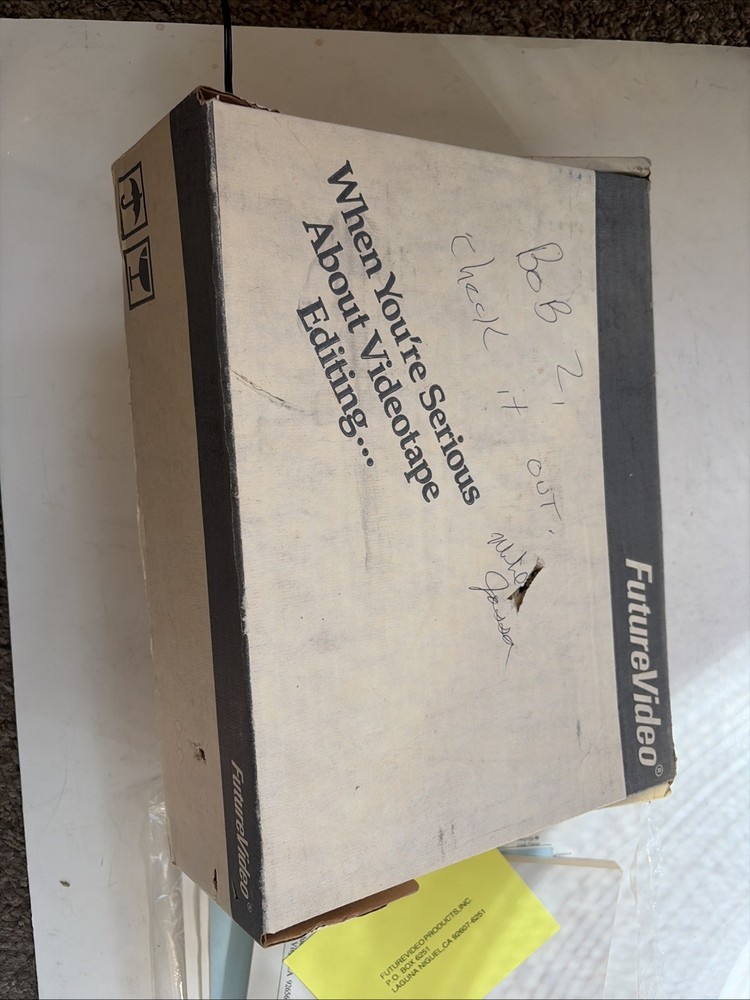 FutureVideo®
BoB Z,
check it out.
When You're Serious
About Videotape
Editing...
FutureVideo®
FUTUREVIDEO PRODUCTS, INC.
P.O. BOX 6251
LAGUNA NIGUEL, CA 92607-6251